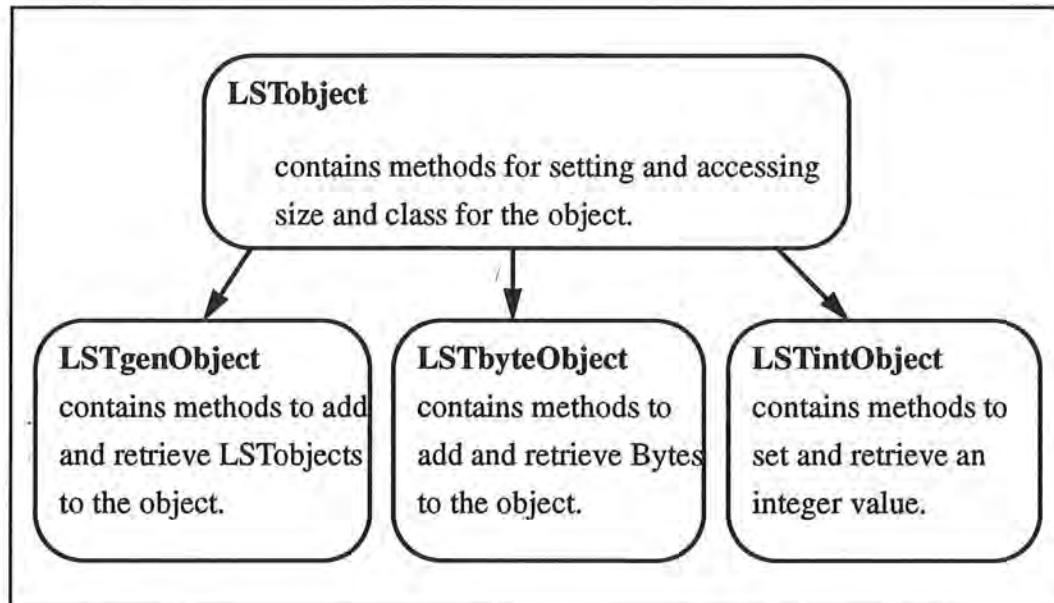 LSTobject
contains methods for setting and accessing
size and class for the object.
LSTgenObject
contains methods to add
and retrieve LSTobjects
to the object.
LSTbyteObject
contains methods to
add and retrieve Bytes
to the object.
LSTintObject
contains methods to
set and retrieve an
integer value.